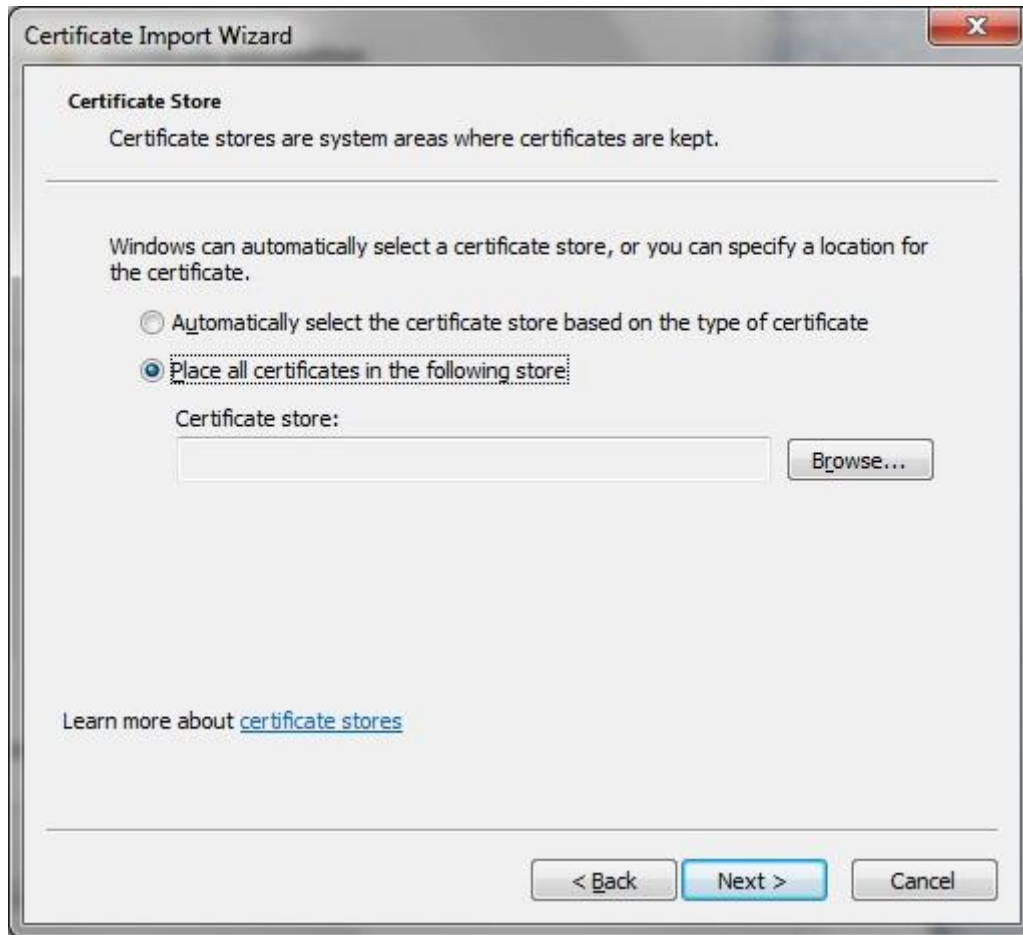 Certificate Import Wizard
Certificate Store
Certificate stores are system areas where certificates are kept.
Windows can automatically select a certificate store, or you can specify a location for
the certificate.
Automatically select the certificate store based on the type of certificate
Place all certificates in the following store
Certificate store:
Browse...
Learn more about certificate stores
< Back Next > Cancel